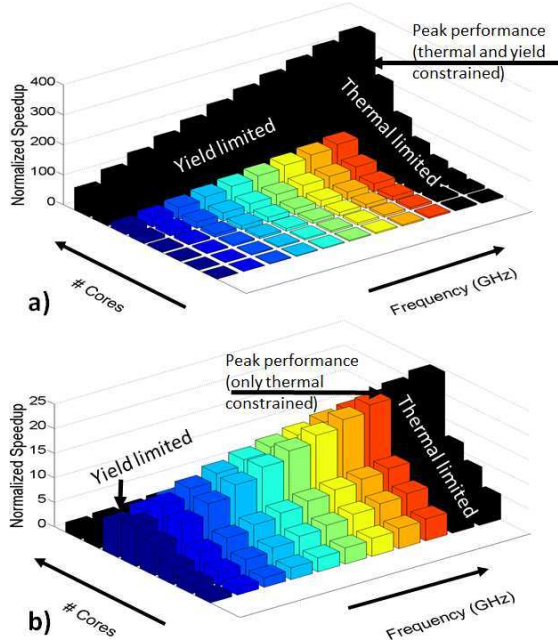 Peak performance
(thermal and yield
constrained)
400
300
200
100
0
Normalized Speedup
Yield limited
Thermal limited
# Cores
Frequency (GHz)
a)
Peak performance
(only thermal
constrained)
25
20
15
10
5
0
Normalized Speedup
Yield limited
Thermal limited
# Cores
Frequency (GHz)
b)